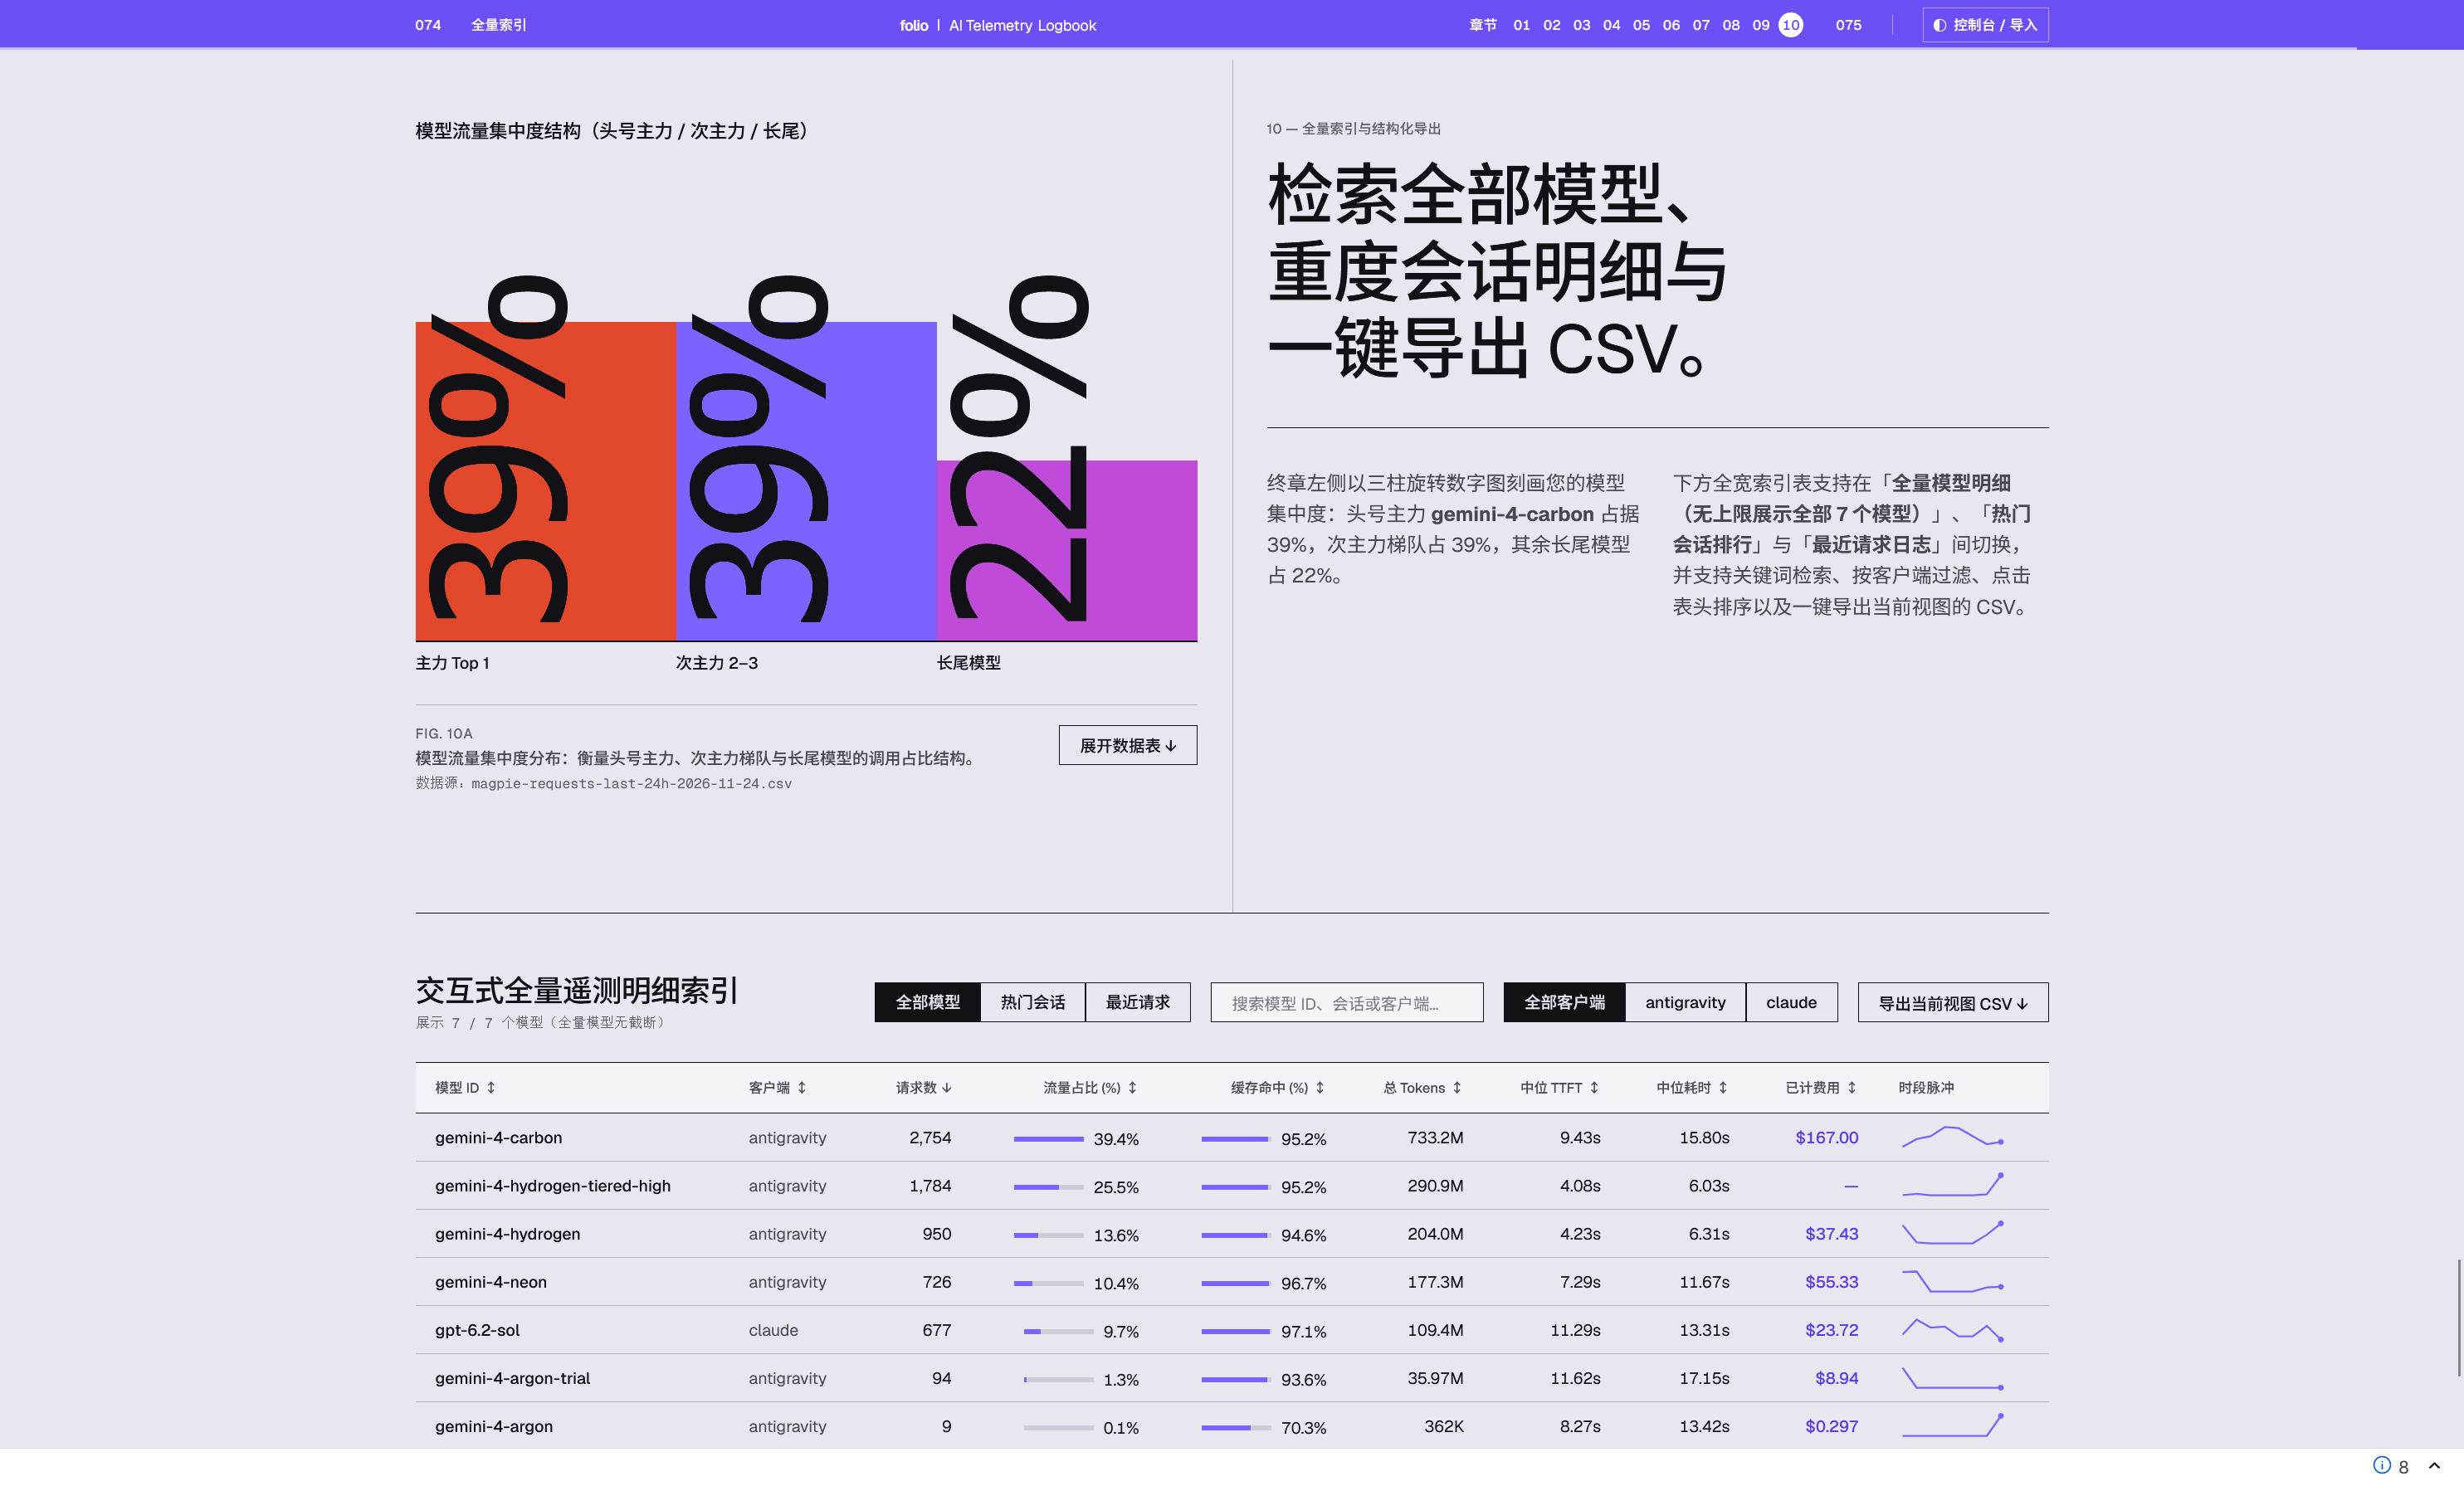 074 全量索引
folio | AI Telemetry Logbook
章节 01 02 03 04 05 06 07 08 09 10 075
控制台 / 导入
模型流量集中度结构（头号主力 / 次主力 / 长尾）
39%
39%
22%
主力 Top 1
次主力 2–3
长尾模型
FIG. 10A
模型流量集中度分布：衡量头号主力、次主力梯队与长尾模型的调用占比结构。
数据源：magpie-requests-last-24h-2026-11-24.csv
展开数据表 ↓
10 — 全量索引与结构化导出
检索全部模型、
重度会话明细与
一键导出 CSV。
终章左侧以三柱旋转数字图刻画您的模型
集中度：头号主力 gemini-4-carbon 占据
39%，次主力梯队占 39%，其余长尾模型
占 22%。
下方全宽索引表支持在「全量模型明细
（无上限展示全部 7 个模型）」、「热门
会话排行」与「最近请求日志」间切换，
并支持关键词检索、按客户端过滤、点击
表头排序以及一键导出当前视图的 CSV。
交互式全量遥测明细索引
展示 7 / 7 个模型（全量模型无截断）
全部模型 热门会话 最近请求
搜索模型 ID、会话或客户端...
全部客户端 antigravity claude
导出当前视图 CSV ↓
模型 ID ↕ 客户端 ↕ 请求数 ↓ 流量占比 (%) ↕ 缓存命中 (%) ↕ 总 Tokens ↕ 中位 TTFT ↕ 中位耗时 ↕ 已计费用 ↕ 时段脉冲
gemini-4-carbon antigravity 2,754 39.4% 95.2% 733.2M 9.43s 15.80s $167.00
gemini-4-hydrogen-tiered-high antigravity 1,784 25.5% 95.2% 290.9M 4.08s 6.03s —
gemini-4-hydrogen antigravity 950 13.6% 94.6% 204.0M 4.23s 6.31s $37.43
gemini-4-neon antigravity 726 10.4% 96.7% 177.3M 7.29s 11.67s $55.33
gpt-6.2-sol claude 677 9.7% 97.1% 109.4M 11.29s 13.31s $23.72
gemini-4-argon-trial antigravity 94 1.3% 93.6% 35.97M 11.62s 17.15s $8.94
gemini-4-argon antigravity 9 0.1% 70.3% 362K 8.27s 13.42s $0.297
8